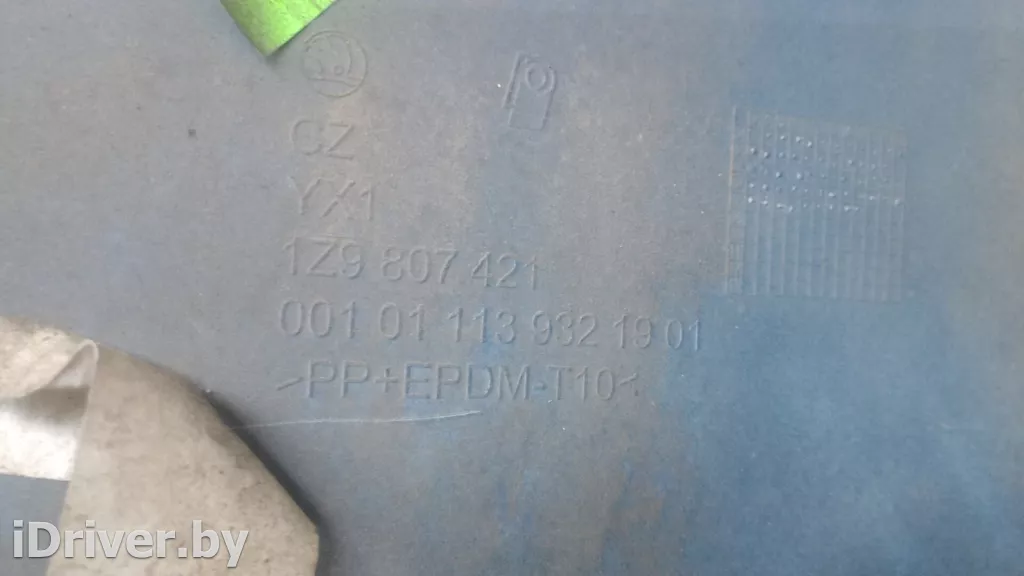 CZ
YX1
1Z9 807 421
001 01 113 932 19 01
>PP+EPDM-T10<
iDriver.by